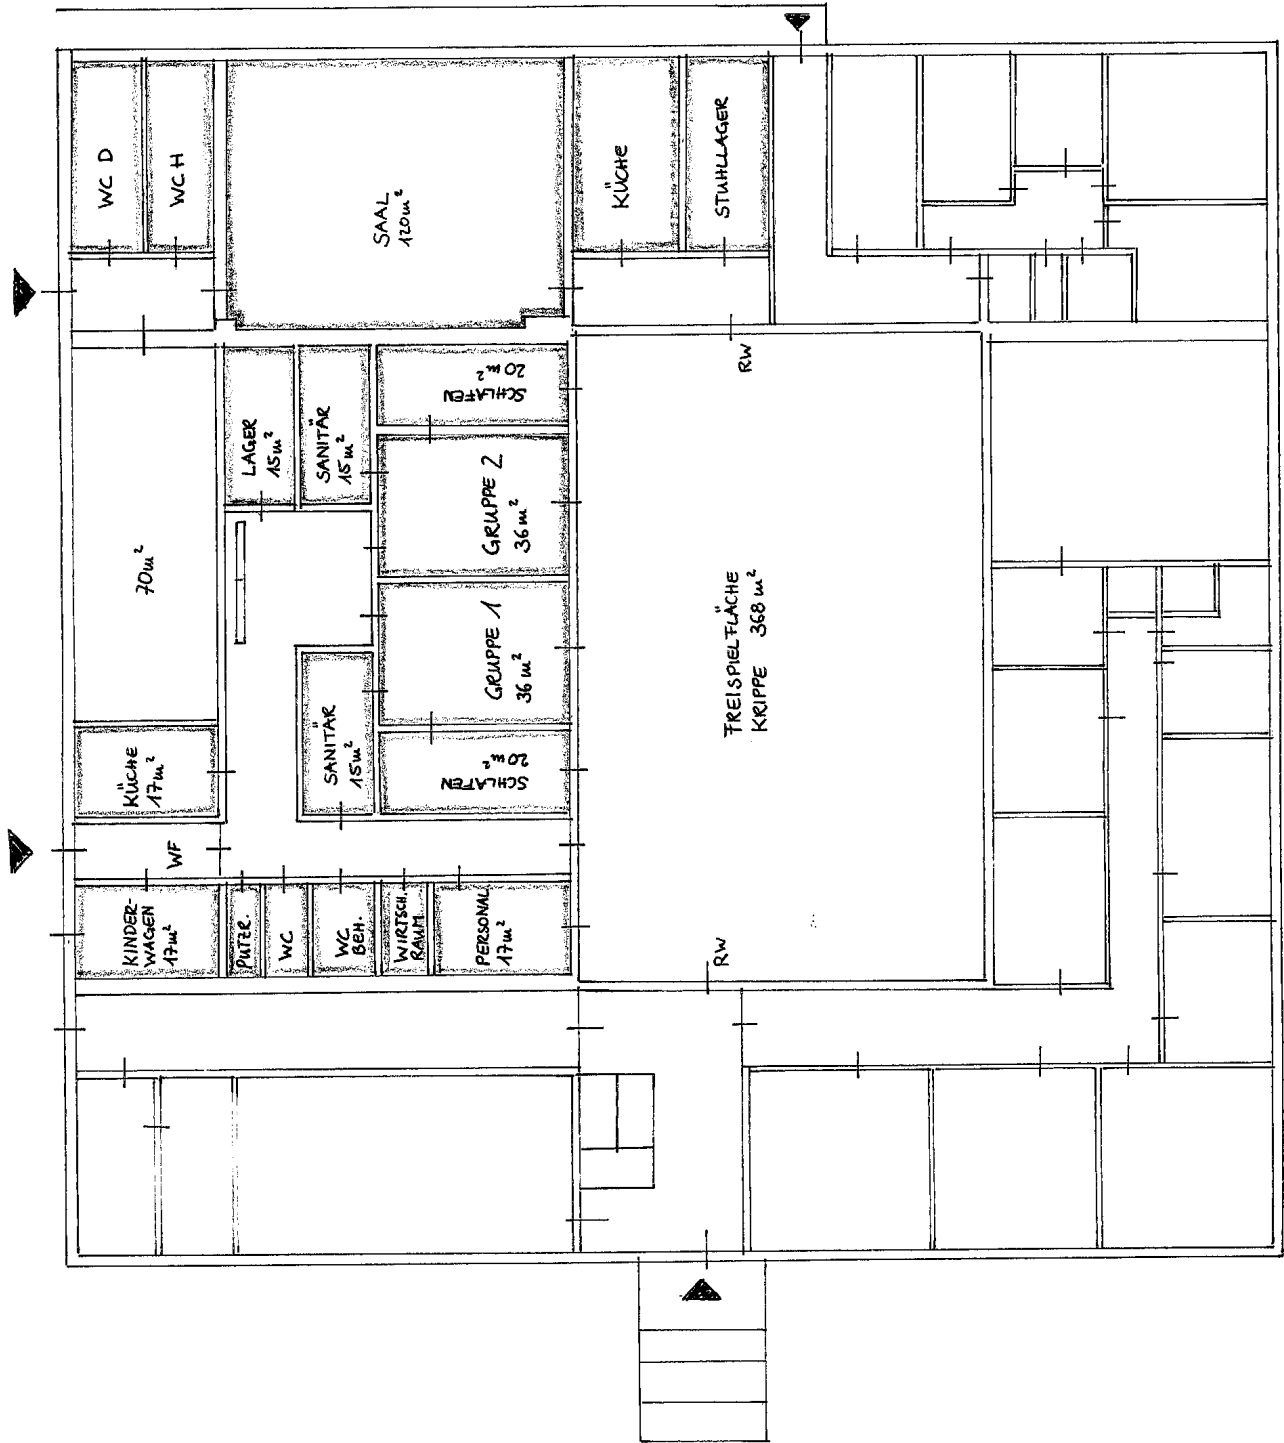 WC D
WC H
SAAL
120m²
KÜCHE
STUHLLAGER
70m²
LAGER
15m²
SANITÄR
15m²
SCHLAFEN
20m²
GRUPPE 2
36m²
GRUPPE 1
36m²
SCHLAFEN
20m²
SANITÄR
15m²
KÜCHE
17m²
WF
RW
FREISPIELFLÄCHE
KRIPPE 368m²
RW
KINDER-
WAGEN
17m²
PUTZR.
WC
WC
BEH.
WIRTSCH.
RAUM
PERSONAL
17m²